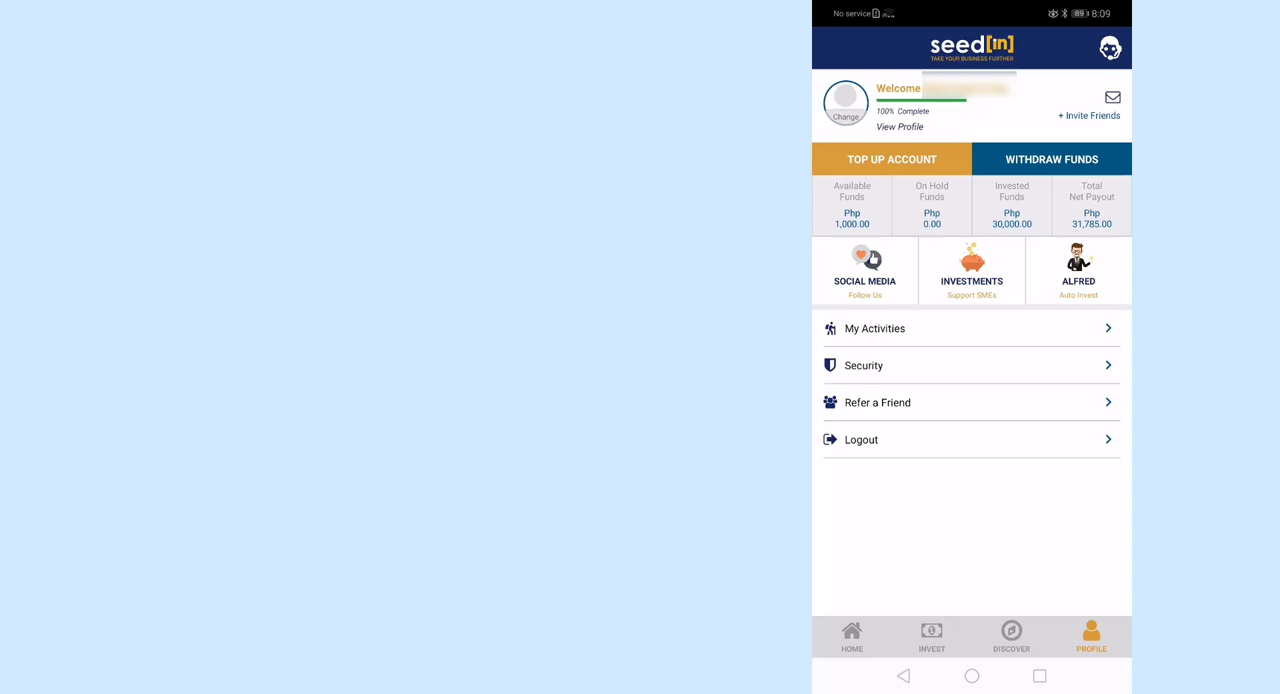 No service 89 8:09
seed[in]
TAKE YOUR BUSINESS FURTHER
Welcome
Change
100% Complete
View Profile
+ Invite Friends
TOP UP ACCOUNT
WITHDRAW FUNDS
Available Funds
Php 1,000.00
On Hold Funds
Php 0.00
Invested Funds
Php 30,000.00
Total Net Payout
Php 31,785.00
SOCIAL MEDIA
Follow Us
INVESTMENTS
Support SMEs
ALFRED
Auto Invest
My Activities
Security
Refer a Friend
Logout
HOME
INVEST
DISCOVER
PROFILE